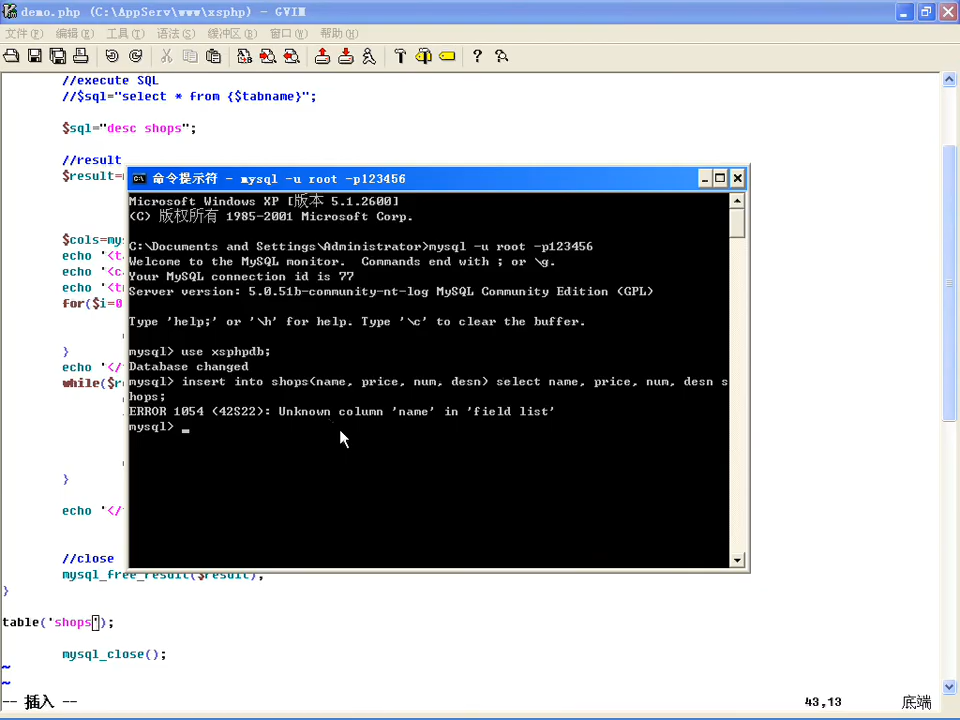 demo.php (C:\AppServ\www\xsphp) - GVIM
文件(F) 编辑(E) 工具(T) 语法(S) 缓冲区(B) 窗口(W) 帮助(H)
//execute SQL
//$sql="select * from {$tabname}";
$sql="desc shops";
//result
$result=m
$cols=my
echo '<t
echo '<c
echo '<t
for($i=0
}
echo '</
while($r
}
echo '</
//close
mysql_free_result($result);
}
table('shops');
mysql_close();
~
~
-- 插入 --
43,13
底端
命令提示符 - mysql -u root -p123456
Microsoft Windows XP [版本 5.1.2600]
(C) 版权所有 1985-2001 Microsoft Corp.
C:\Documents and Settings\Administrator>mysql -u root -p123456
Welcome to the MySQL monitor.  Commands end with ; or \g.
Your MySQL connection id is 77
Server version: 5.0.51b-community-nt-log MySQL Community Edition (GPL)
Type 'help;' or '\h' for help. Type '\c' to clear the buffer.
mysql> use xsphpdb;
Database changed
mysql> insert into shops(name, price, num, desn) select name, price, num, desn s
hops;
ERROR 1054 (42S22): Unknown column 'name' in 'field list'
mysql> _